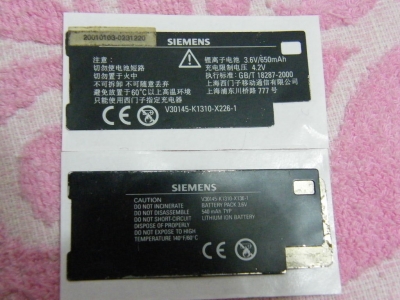 SIEMENS
注意:
切勿使电池短路
切勿置于火中
不可拆卸 不可随意丢弃
避免放置于60℃以上高温环境
只能使用西门子指定充电器
锂离子电池 3.6V/650mAh
充电限制电压 4.2V
执行标准: GB/T 18287-2000
上海西门子移动通信有限公司
上海浦东川桥路 777 号
V30145-K1310-X226-1
SIEMENS
CAUTION
DO NOT INCINERATE
DO NOT DISASSEMBLE
DO NOT SHORT-CIRCUIT
DISPOSE OF PROPERLY
DO NOT EXPOSE TO HIGH
TEMPERATURE 140°F/60°C
BATTERY PACK 3,6V
540 mAh TYP
LITHIUM ION BATTERY